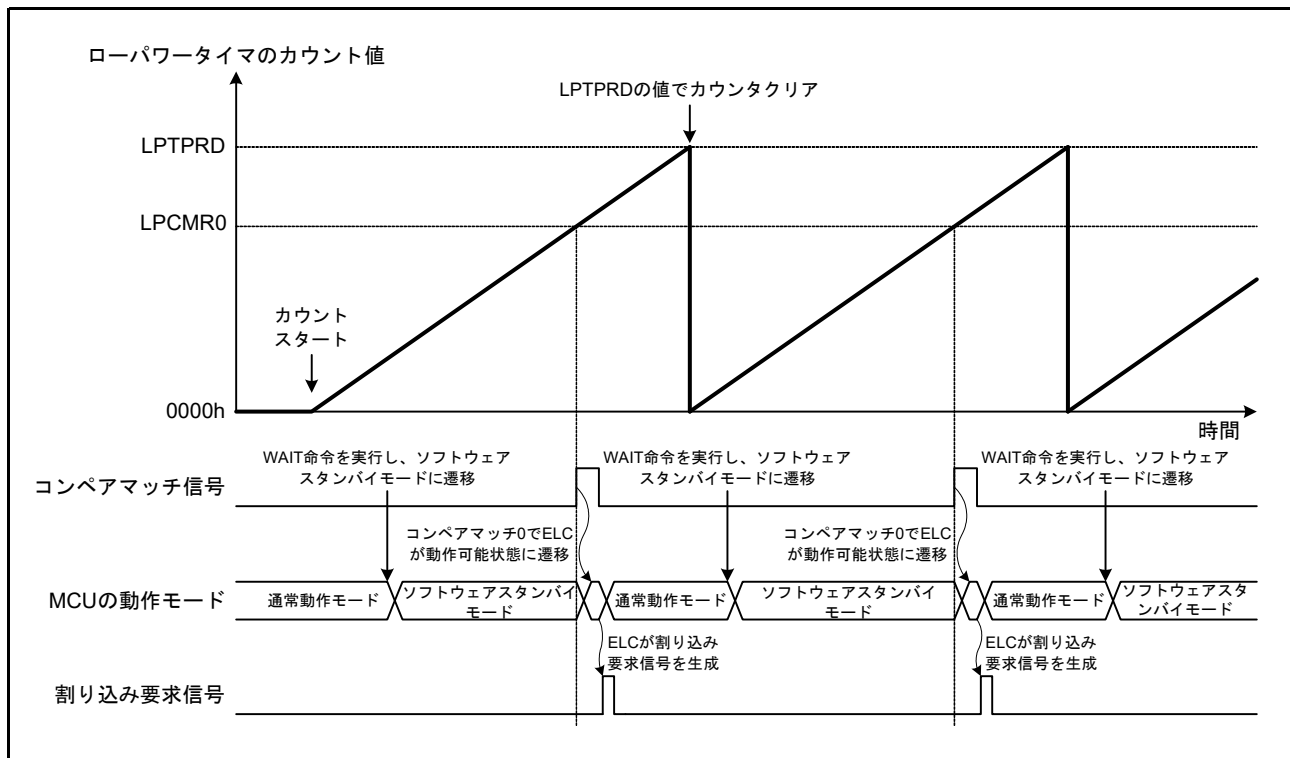 ローパワータイマのカウント値
LPTPRDの値でカウンタクリア
LPTPRD
LPCMR0
カウント
スタート
0000h
時間
WAIT命令を実行し、ソフトウェア
スタンバイモードに遷移
WAIT命令を実行し、ソフトウェア
スタンバイモードに遷移
WAIT命令を実行し、ソフトウェア
スタンバイモードに遷移
コンペアマッチ信号
コンペアマッチ0でELC
が動作可能状態に遷移
コンペアマッチ0でELC
が動作可能状態に遷移
MCUの動作モード
通常動作モード
ソフトウェアスタンバイ
モード
通常動作モード
ソフトウェアスタンバイ
モード
通常動作モード
ソフトウェアスタ
ンバイモード
ELCが割り込み
要求信号を生成
ELCが割り込み
要求信号を生成
割り込み要求信号